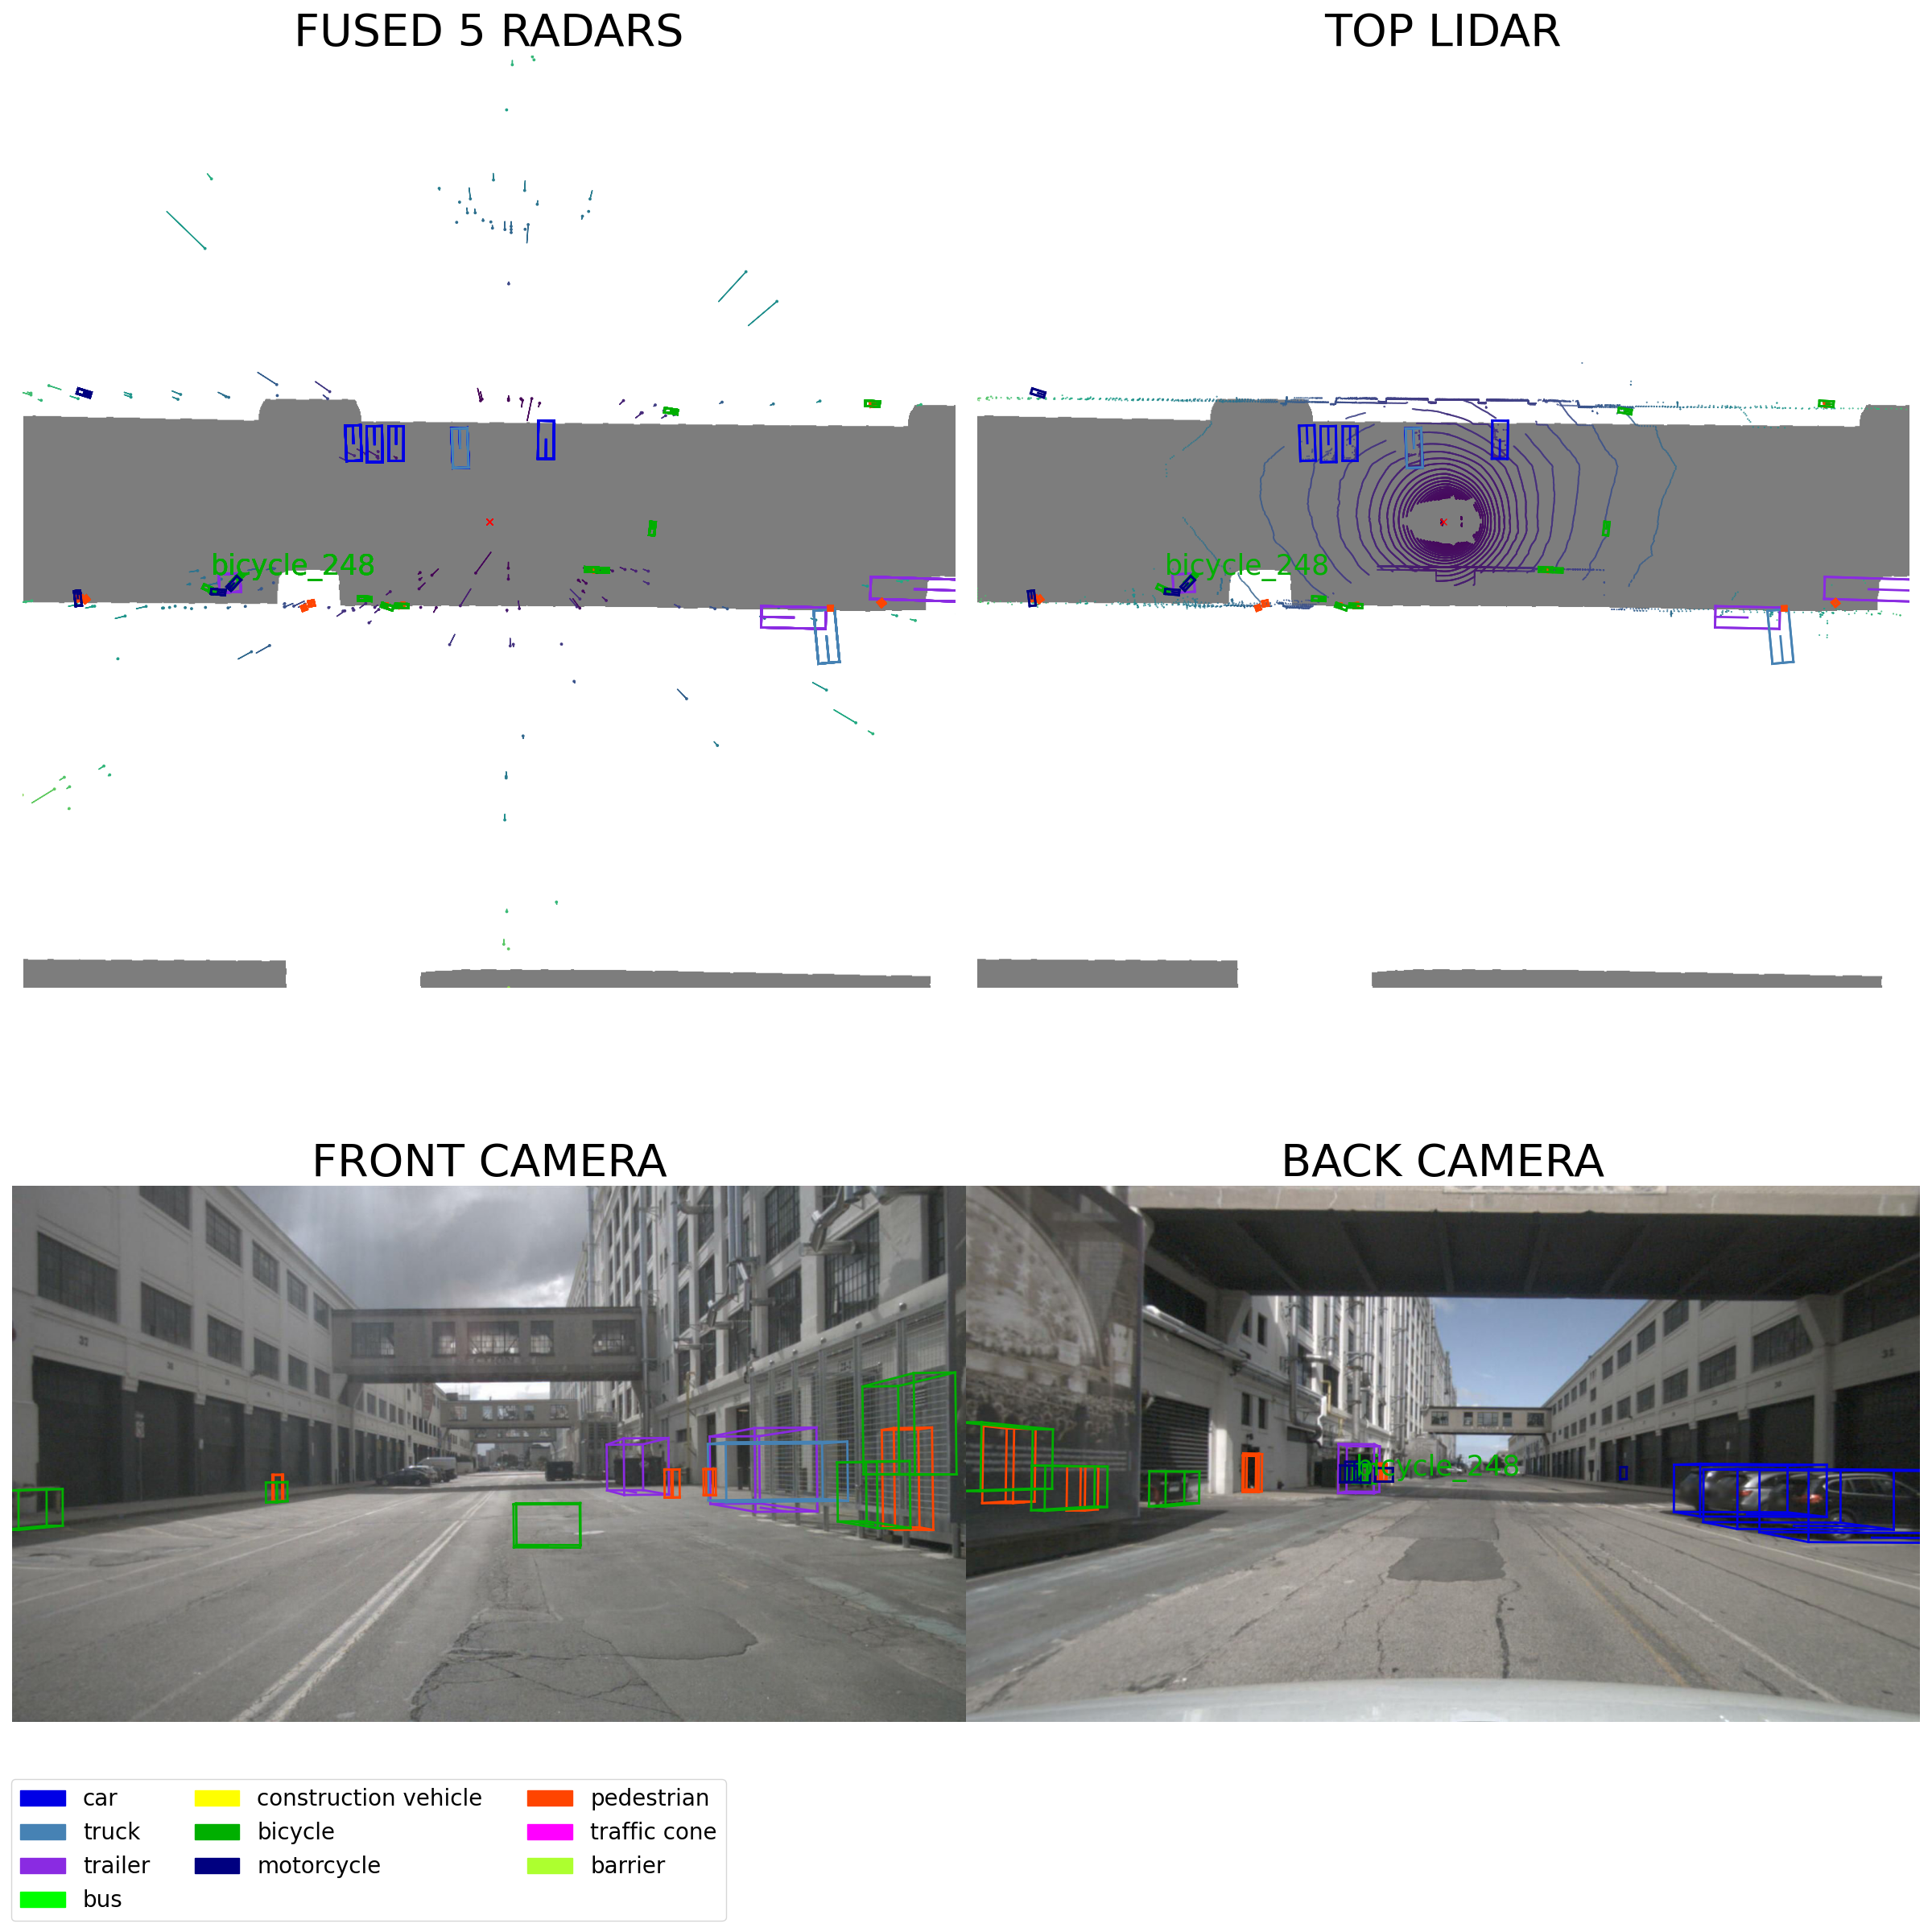 FUSED 5 RADARS
TOP LIDAR
bicycle_248
bicycle_248
FRONT CAMERA
BACK CAMERA
bicycle_248
car
truck
trailer
bus
construction vehicle
bicycle
motorcycle
pedestrian
traffic cone
barrier